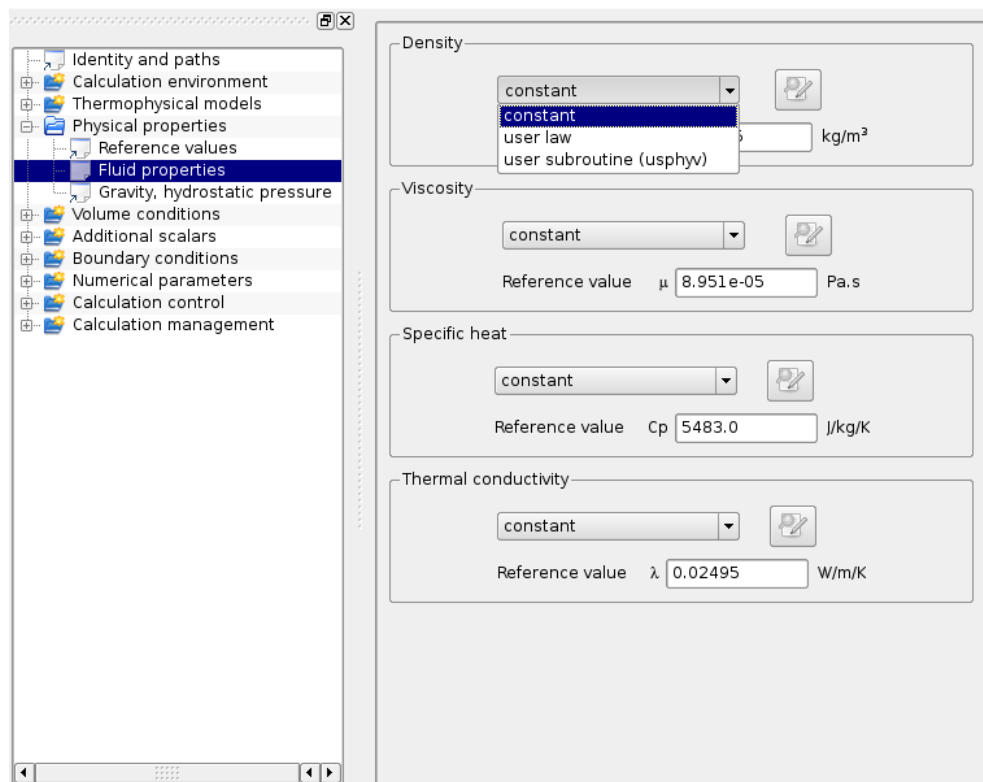 Identity and paths
Calculation environment
Thermophysical models
Physical properties
Reference values
Fluid properties
Gravity, hydrostatic pressure
Volume conditions
Additional scalars
Boundary conditions
Numerical parameters
Calculation control
Calculation management
Density
constant
constant
user law
user subroutine (usphyv)
kg/m³
Viscosity
constant
Reference value μ 8.951e-05 Pa.s
Specific heat
constant
Reference value Cp 5483.0 J/kg/K
Thermal conductivity
constant
Reference value λ 0.02495 W/m/K